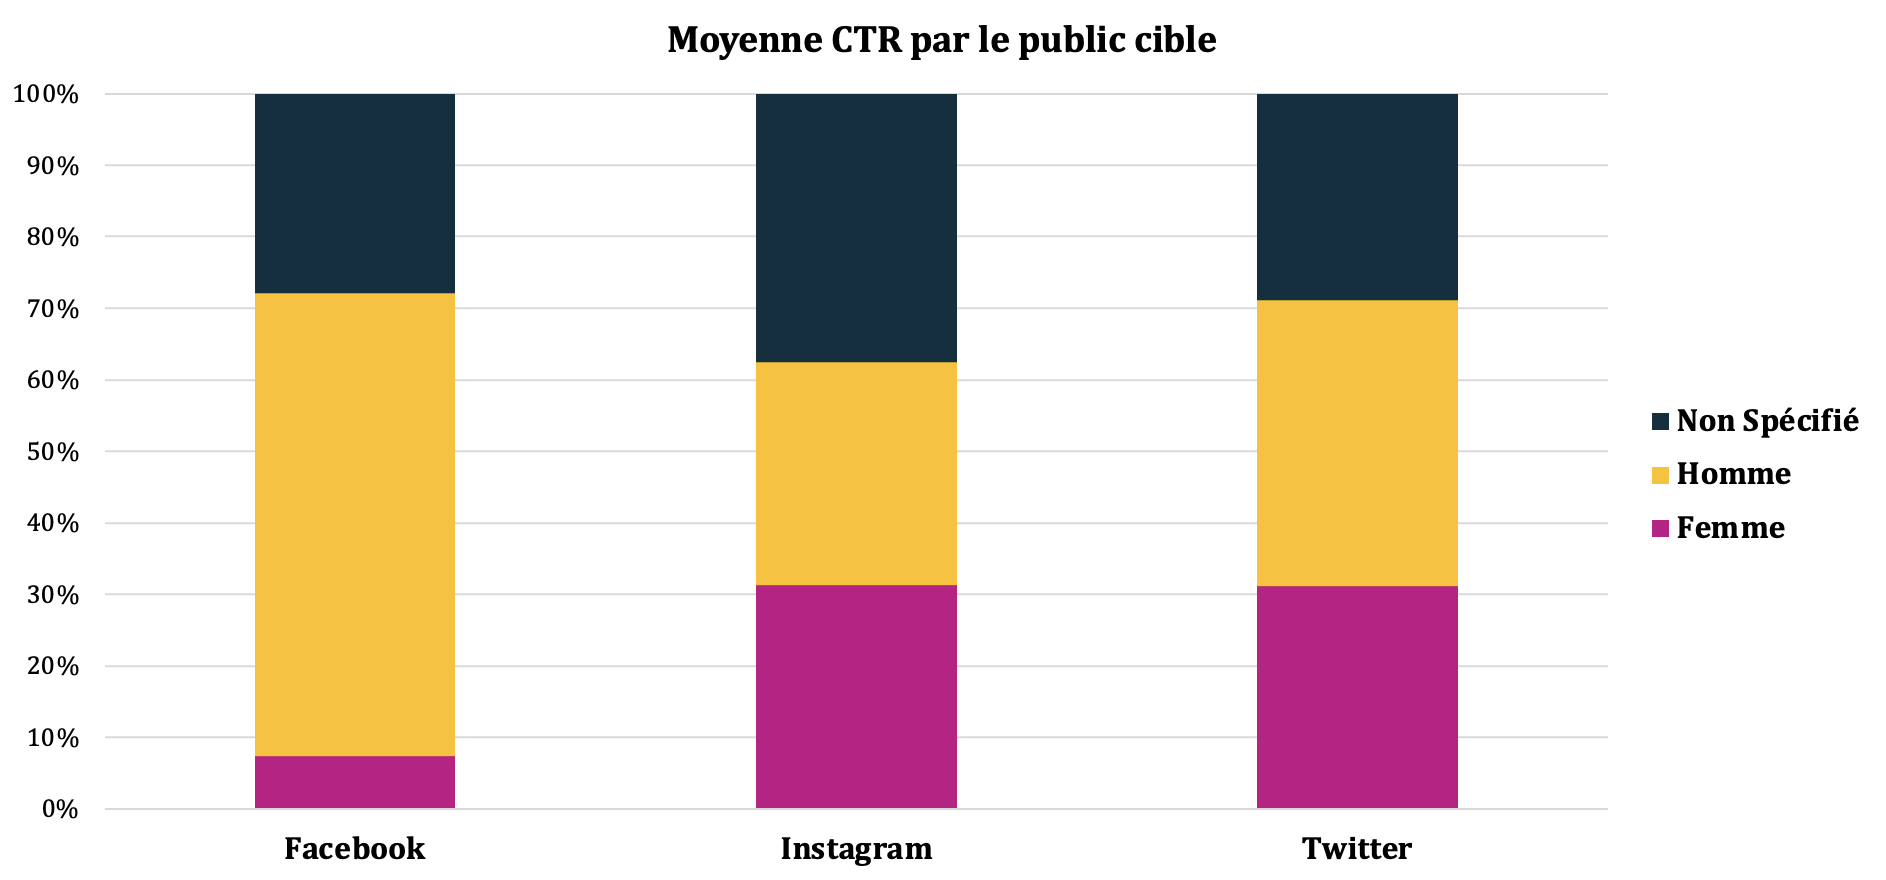 Moyenne CTR par le public cible
100%
90%
80%
70%
60%
50%
40%
30%
20%
10%
0%
Facebook
Instagram
Twitter
Non Spécifié
Homme
Femme